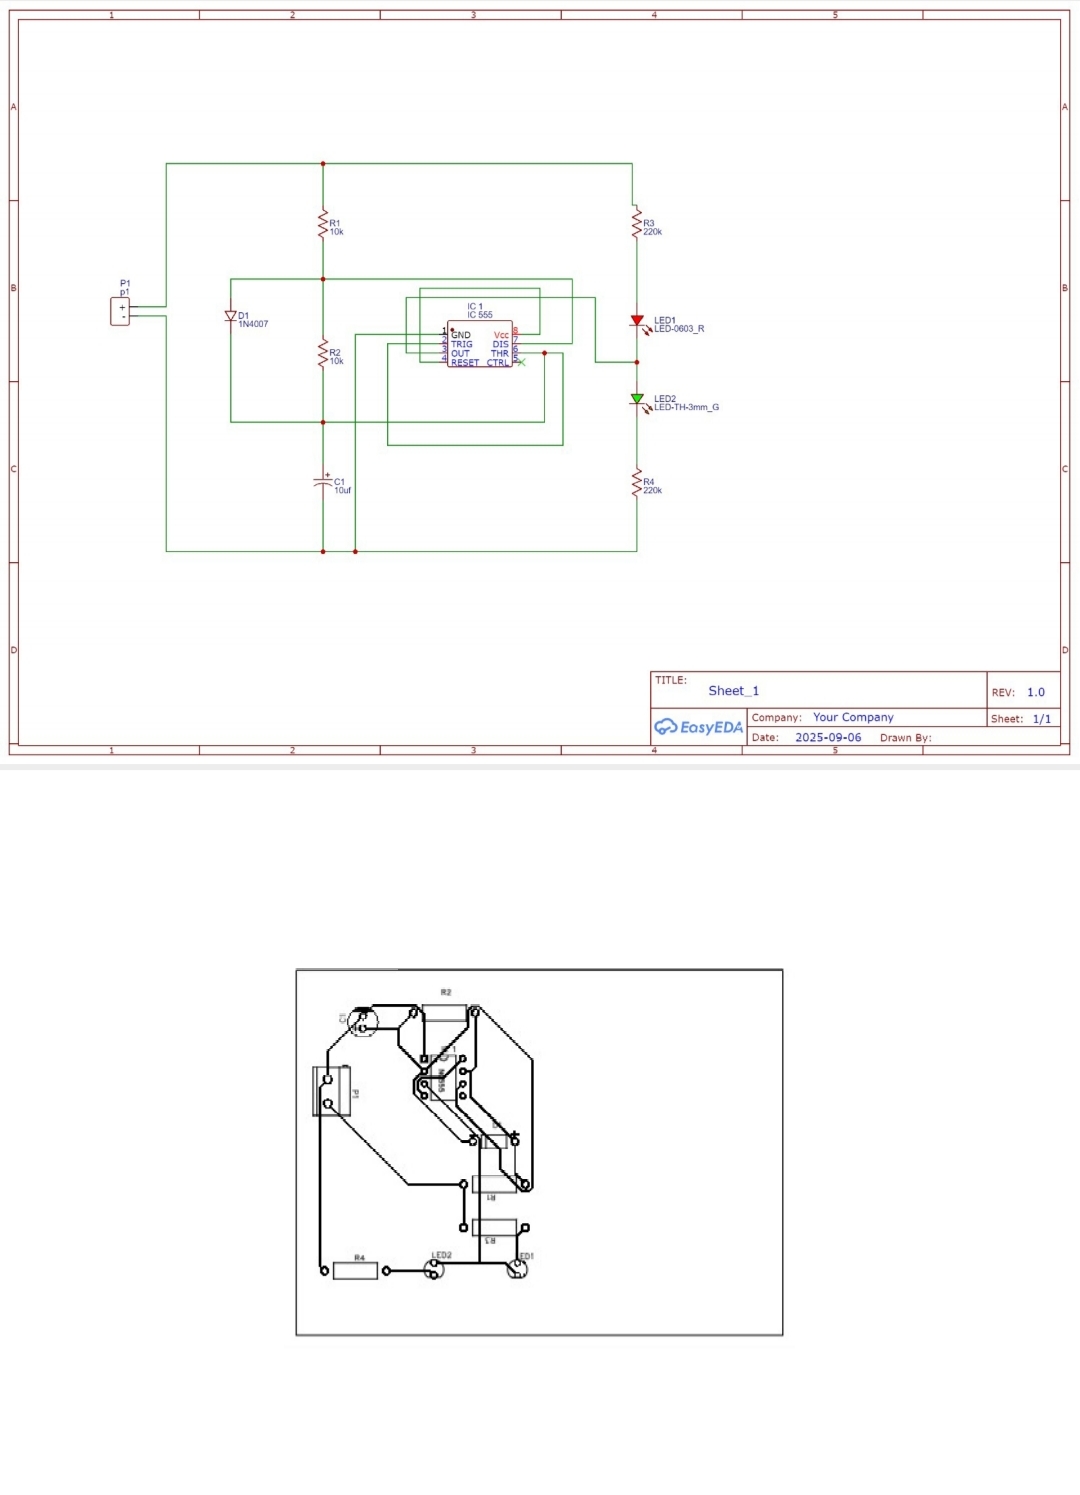 1 2 3 4 5
A A
P1
p1
+
-
R1
10k
R3
220k
B B
D1
1N4007
R2
10k
IC 1
IC 555
1 GND Vcc 8
2 TRIG DIS 7
3 OUT THR 6
4 RESET CTRL 5
LED1
LED-0603_R
LED2
LED-TH-3mm_G
C C
+
C1
10uf
R4
220k
D D
TITLE:
Sheet_1
REV: 1.0
EasyEDA
Company: Your Company
Sheet: 1/1
Date: 2025-09-06 Drawn By:
1 2 3 4 5
R2
C1
P1
R1
R3
R4
LED2